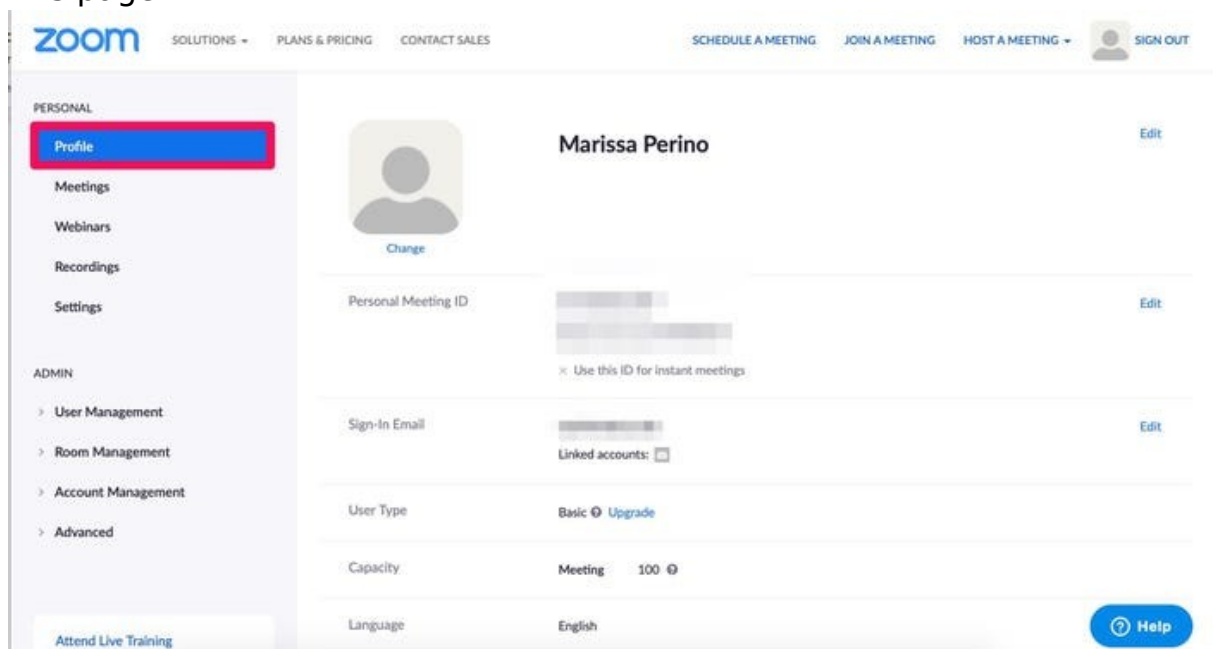 zoom SOLUTIONS PLANS & PRICING CONTACT SALES SCHEDULE A MEETING JOIN A MEETING HOST A MEETING SIGN OUT
PERSONAL
Profile
Meetings
Webinars
Recordings
Settings
ADMIN
User Management
Room Management
Account Management
Advanced
Attend Live Training
Marissa Perino Edit
Change
Personal Meeting ID Edit
× Use this ID for instant meetings
Sign-In Email Edit
Linked accounts:
User Type Basic Upgrade
Capacity Meeting 100
Language English
Help